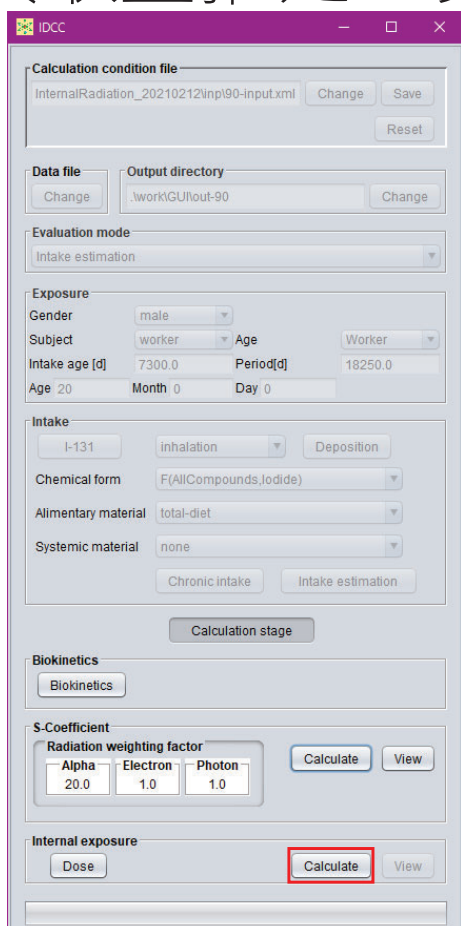 IDCC
Calculation condition file
InternalRadiation_20210212\inp\90-input.xml Change Save
Reset
Data file Output directory
Change .\work\GUI\out-90 Change
Evaluation mode
Intake estimation
Exposure
Gender male
Subject worker Age Worker
Intake age [d] 7300.0 Period[d] 18250.0
Age 20 Month 0 Day 0
Intake
I-131 inhalation Deposition
Chemical form F(AllCompounds,Iodide)
Alimentary material total-diet
Systemic material none
Chronic intake Intake estimation
Calculation stage
Biokinetics
Biokinetics
S-Coefficient
Radiation weighting factor
Alpha Electron Photon Calculate View
20.0 1.0 1.0
Internal exposure
Dose Calculate View